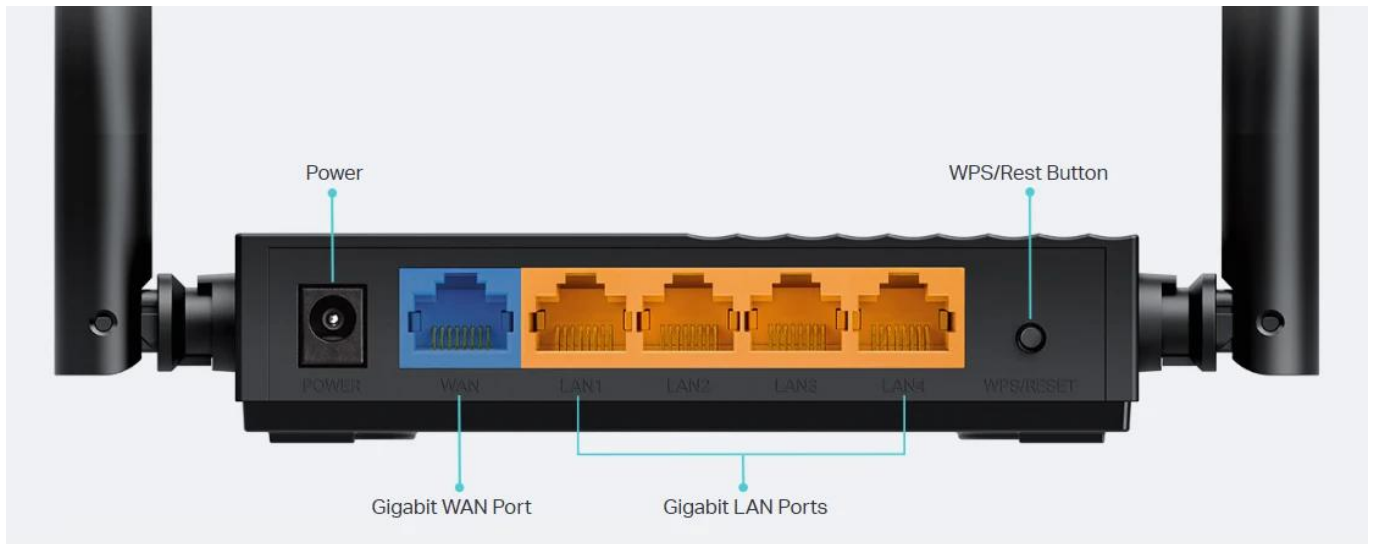 Power
WPS/Rest Button
POWER
WAN
LAN1
LAN2
LAN3
LAN4
WPS/RESET
Gigabit WAN Port
Gigabit LAN Ports